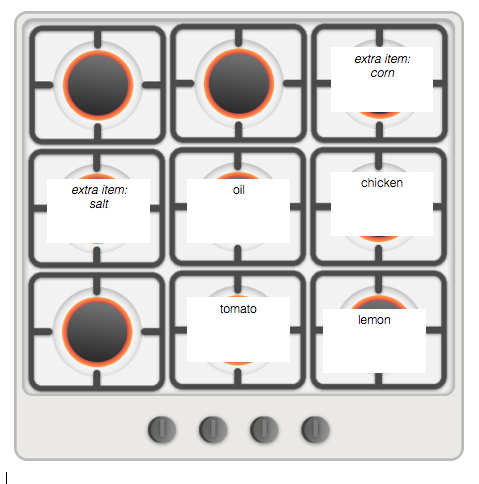 extra item:
corn
extra item:
salt
oil
chicken
tomato
lemon